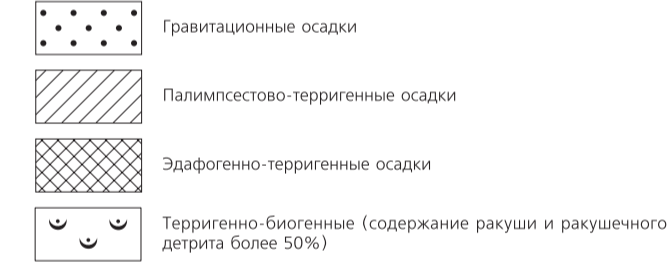 Гравитационные осадки
Палимпсестово-терригенные осадки
Эдафогенно-терригенные осадки
Терригенно-биогенные (содержание ракуши и ракушечного
детрита более 50%)